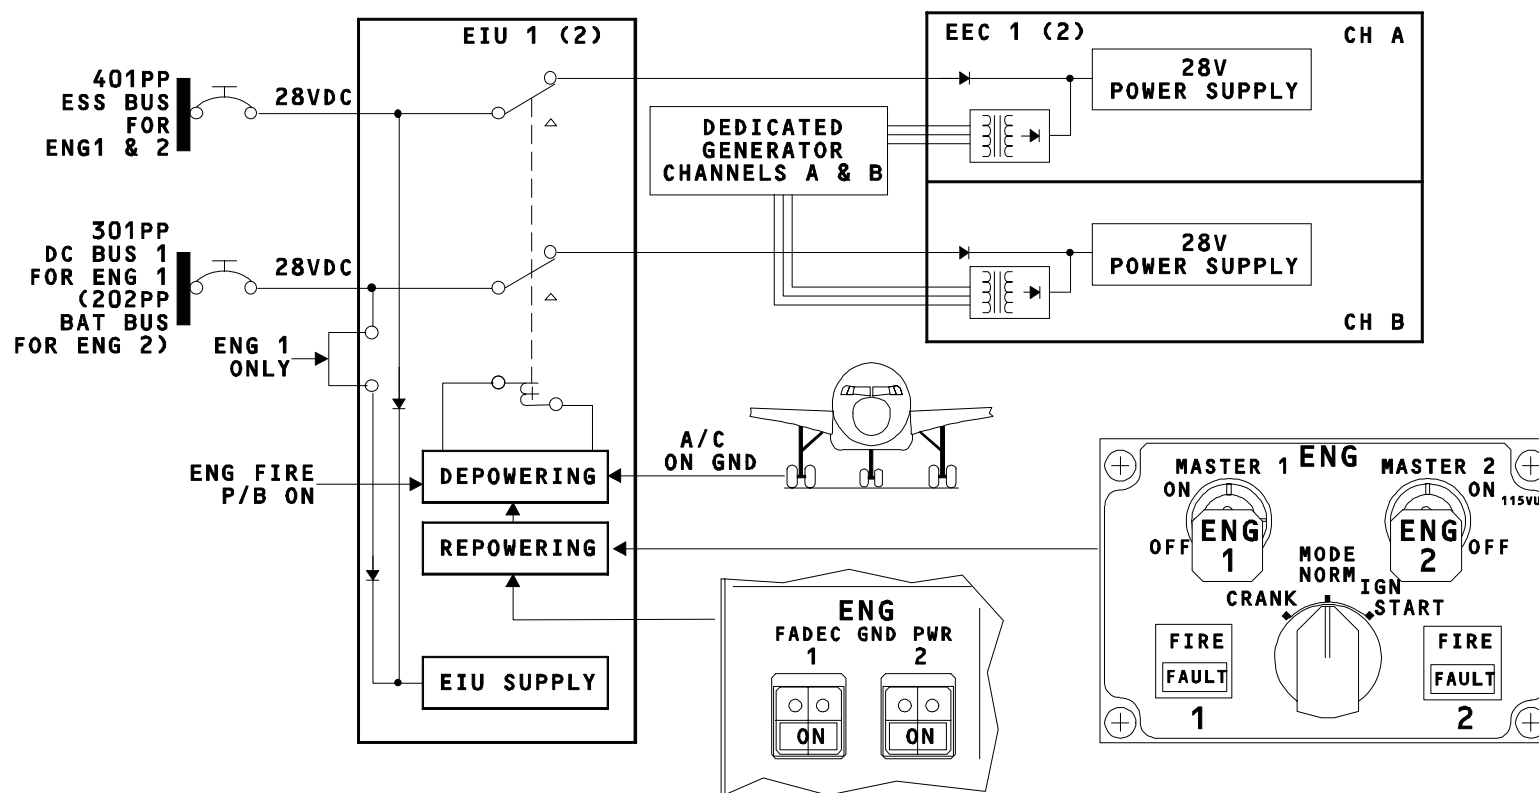 EIU 1 (2)
EEC 1 (2)
CH A
401PP
ESS BUS
FOR
ENG1 & 2
28VDC
28V
POWER SUPPLY
DEDICATED
GENERATOR
CHANNELS A & B
301PP
DC BUS 1
FOR ENG 1
(202PP
BAT BUS
FOR ENG 2)
28VDC
28V
POWER SUPPLY
CH B
ENG 1
ONLY
A/C
ON GND
ENG FIRE
P/B ON
DEPOWERING
REPOWERING
EIU SUPPLY
ENG
FADEC GND PWR
1 2
ON ON
ENG
MASTER 1 MASTER 2
ON ON
115VU
ENG
1
ENG
2
OFF OFF
MODE
NORM
IGN
START
CRANK
FIRE FIRE
FAULT FAULT
1 2